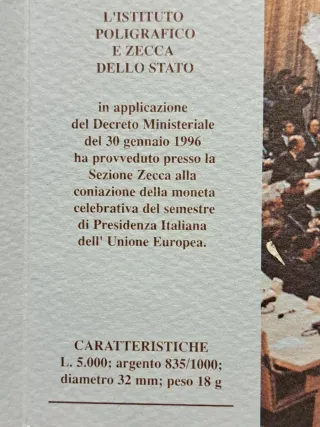 L'ISTITUTO
POLIGRAFICO
E ZECCA
DELLO STATO
in applicazione
del Decreto Ministeriale
del 30 gennaio 1996
ha provveduto presso la
Sezione Zecca alla
coniazione della moneta
celebrativa del semestre
di Presidenza Italiana
dell' Unione Europea.
CARATTERISTICHE
L. 5.000; argento 835/1000;
diametro 32 mm; peso 18 g